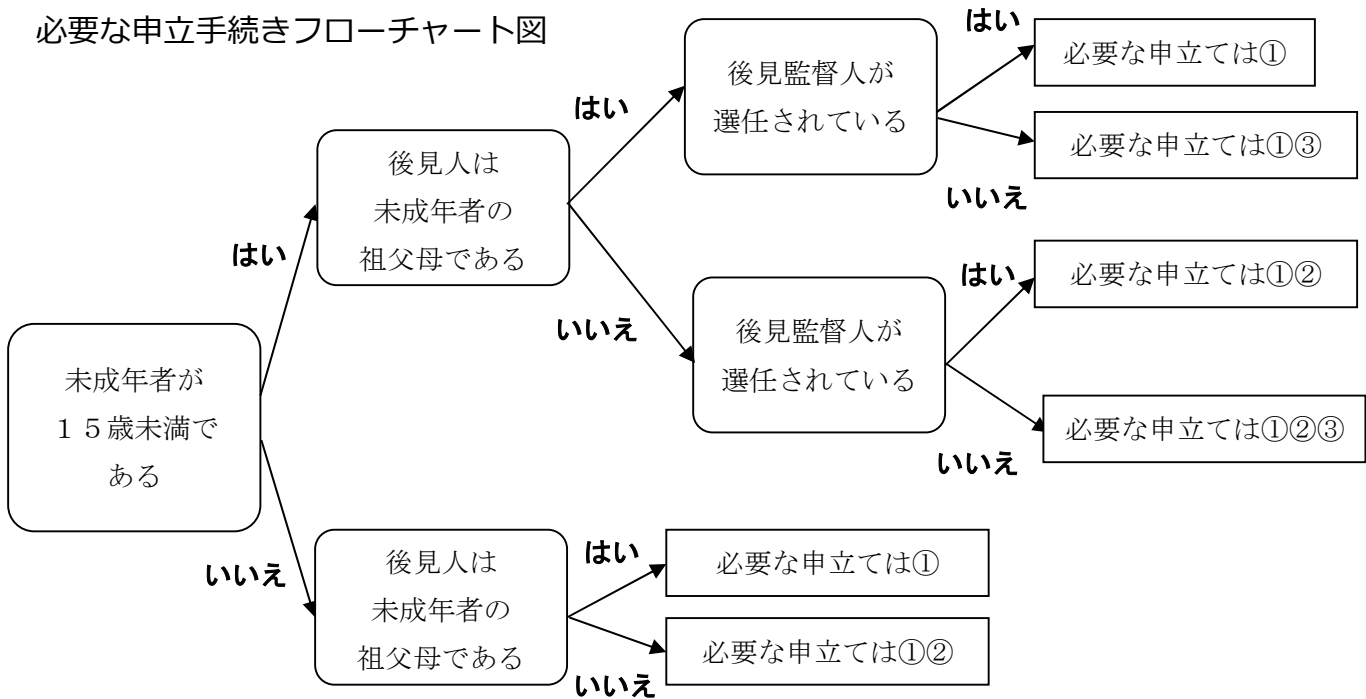 必要な申立手続きフローチャート図
未成年者が
１５歳未満で
ある
はい
後見人は
未成年者の
祖父母である
はい
後見監督人が
選任されている
はい
必要な申立ては①
必要な申立ては①③
いいえ
いいえ
後見監督人が
選任されている
はい
必要な申立ては①②
必要な申立ては①②③
いいえ
いいえ
後見人は
未成年者の
祖父母である
はい
必要な申立ては①
必要な申立ては①②
いいえ